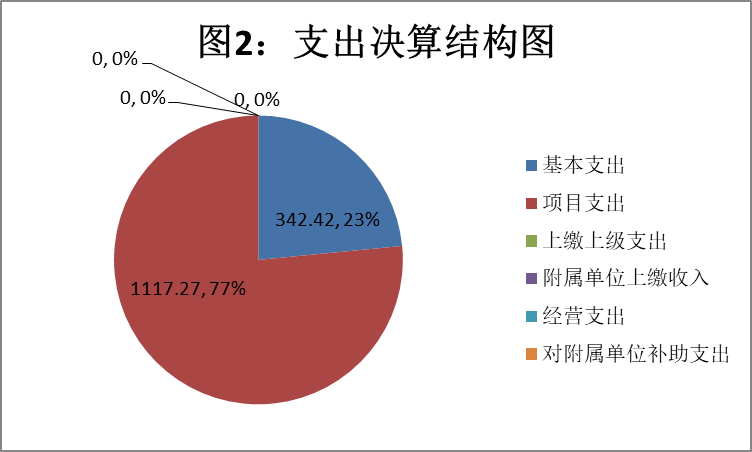 图2：支出决算结构图
0, 0%
0, 0%
0, 0%
342.42, 23%
1117.27, 77%
基本支出
项目支出
上缴上级支出
附属单位上缴收入
经营支出
对附属单位补助支出